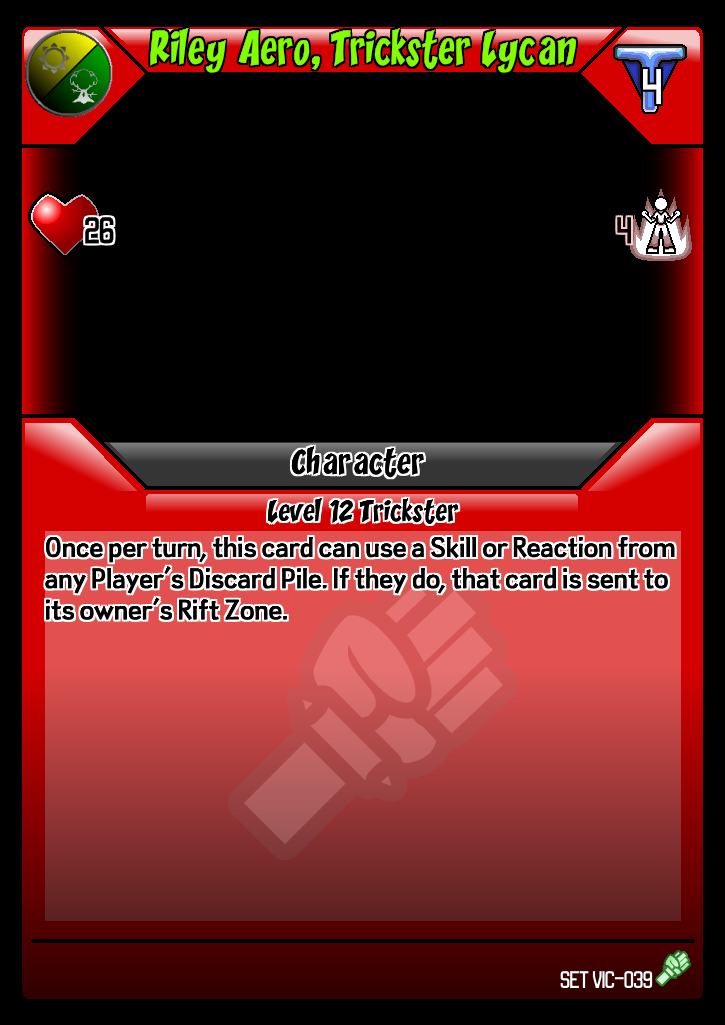 Riley Aero, Trickster Lycan
4
26
4
Character
Level 12 Trickster
Once per turn, this card can use a Skill or Reaction from
any Player's Discard Pile. If they do, that card is sent to
its owner's Rift Zone.
SET VIC-039